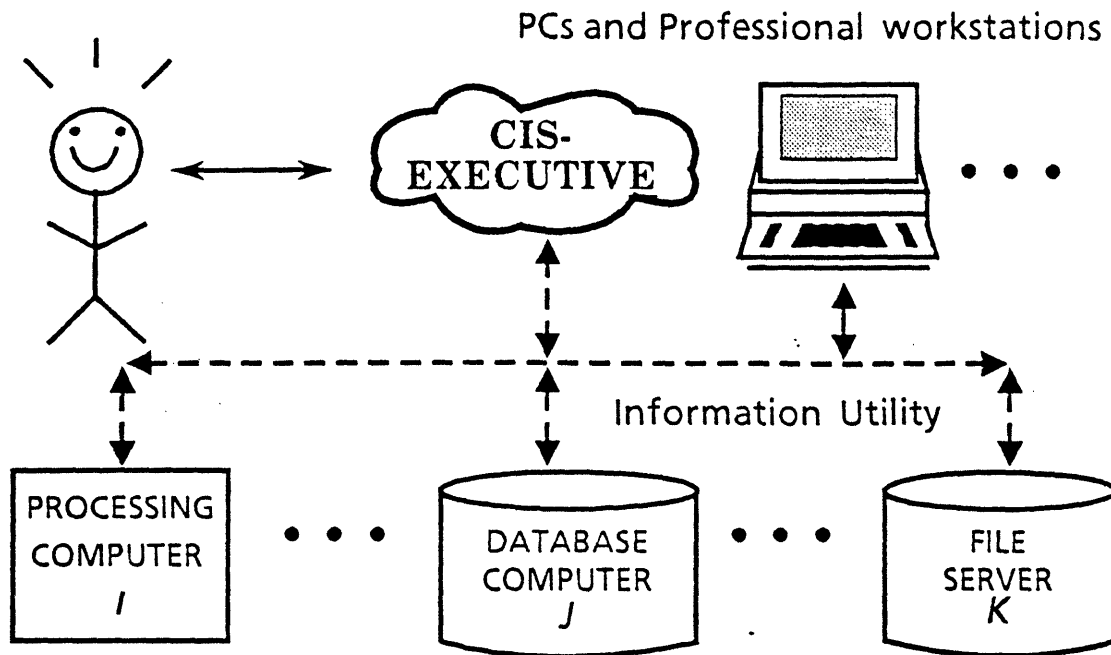 PCs and Professional workstations
CIS-
EXECUTIVE
Information Utility
PROCESSING
COMPUTER
I
DATABASE
COMPUTER
J
FILE
SERVER
K